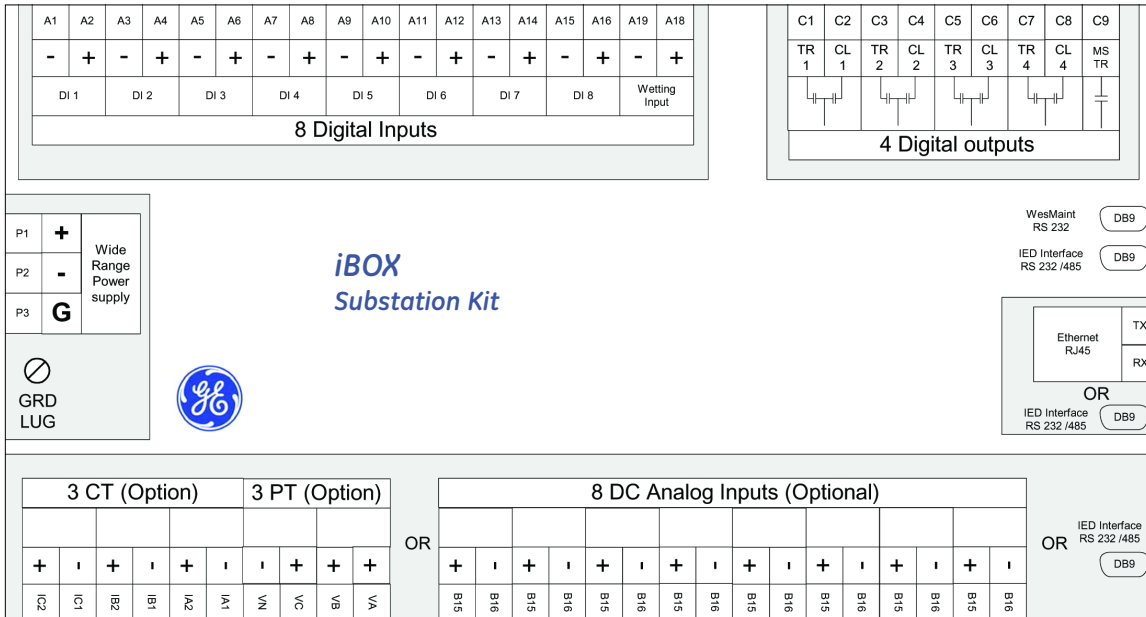 A1 A2 A3 A4 A5 A6 A7 A8 A9 A10 A11 A12 A13 A14 A15 A16 A19 A18
- + - + - + - + - + - + - + - + - +
DI 1 DI 2 DI 3 DI 4 DI 5 DI 6 DI 7 DI 8 Wetting Input
8 Digital Inputs
C1 C2 C3 C4 C5 C6 C7 C8 C9
TR 1 CL 1 TR 2 CL 2 TR 3 CL 3 TR 4 CL 4 MS TR
4 Digital outputs
P1 +
P2 -
P3 G
Wide
Range
Power
supply
GRD
LUG
iBOX
Substation Kit
GE
WesMaint
RS 232
DB9
IED Interface
RS 232 /485
DB9
Ethernet
RJ45
TX
RX
OR
IED Interface
RS 232 /485
DB9
3 CT (Option) 3 PT (Option)
+ - + - + - - + + +
IC2 IC1 IB2 IB1 IA2 IA1 VN VC VB VA
OR
8 DC Analog Inputs (Optional)
+ - + - + - + - + - + - + - + -
B15 B16 B15 B16 B15 B16 B15 B16 B15 B16 B15 B16 B15 B16 B15 B16
OR
IED Interface
RS 232 /485
DB9